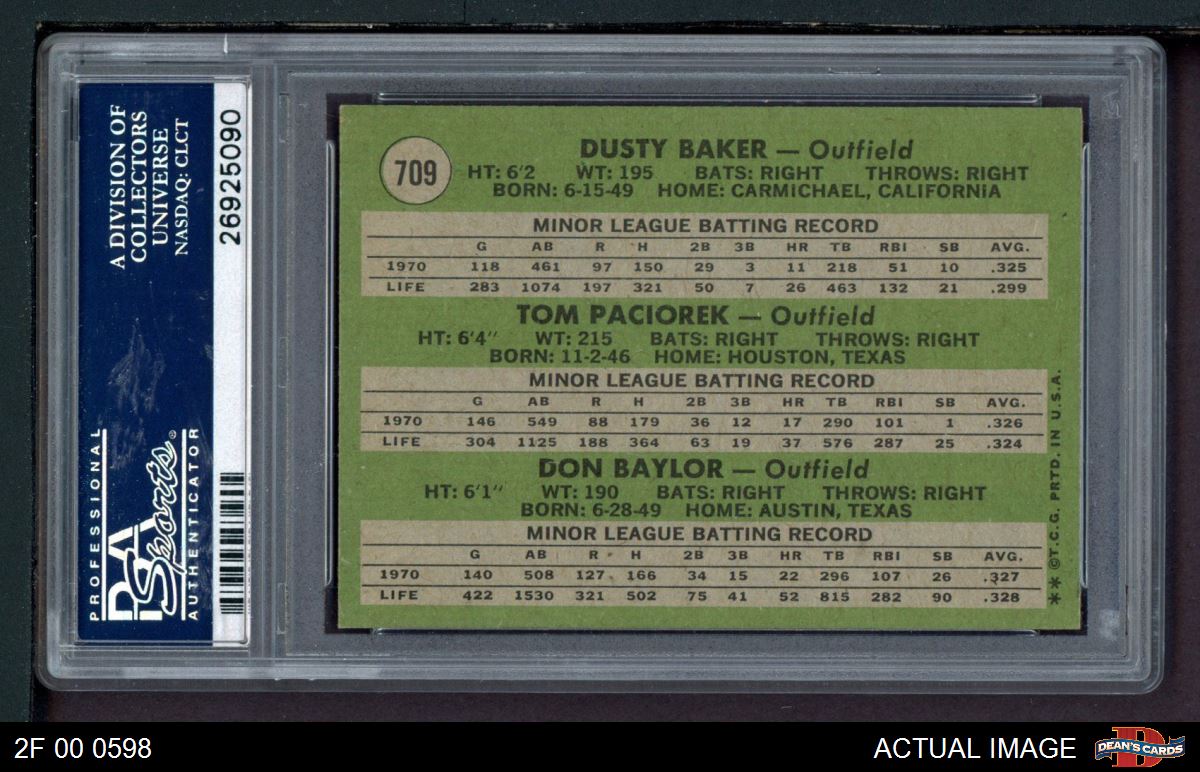 A DIVISION OF
COLLECTORS
UNIVERSE
NASDAQ: CLCT
26925090
PROFESSIONAL
PSA
Sports®
AUTHENTICATOR
709
DUSTY BAKER — Outfield
HT: 6'2 WT: 195 BATS: RIGHT THROWS: RIGHT
BORN: 6-15-49 HOME: CARMICHAEL, CALIFORNIA
MINOR LEAGUE BATTING RECORD
G AB R H 2B 3B HR TB RBI SB AVG.
1970 118 461 97 150 29 3 11 218 51 10 .325
LIFE 283 1074 197 321 50 7 26 463 132 21 .299
TOM PACIOREK — Outfield
HT: 6'4" WT: 215 BATS: RIGHT THROWS: RIGHT
BORN: 11-2-46 HOME: HOUSTON, TEXAS
MINOR LEAGUE BATTING RECORD
G AB R H 2B 3B HR TB RBI SB AVG.
1970 146 549 88 179 36 12 17 290 101 1 .326
LIFE 304 1125 188 364 63 19 37 576 287 25 .324
DON BAYLOR — Outfield
HT: 6'1" WT: 190 BATS: RIGHT THROWS: RIGHT
BORN: 6-28-49 HOME: AUSTIN, TEXAS
MINOR LEAGUE BATTING RECORD
G AB R H 2B 3B HR TB RBI SB AVG.
1970 140 508 127 166 34 15 22 296 107 26 .327
LIFE 422 1530 321 502 75 41 52 815 282 90 .328
** ©T.C.G. PRTD. IN U.S.A.
2F 00 0598
ACTUAL IMAGE
DEAN'S CARDS